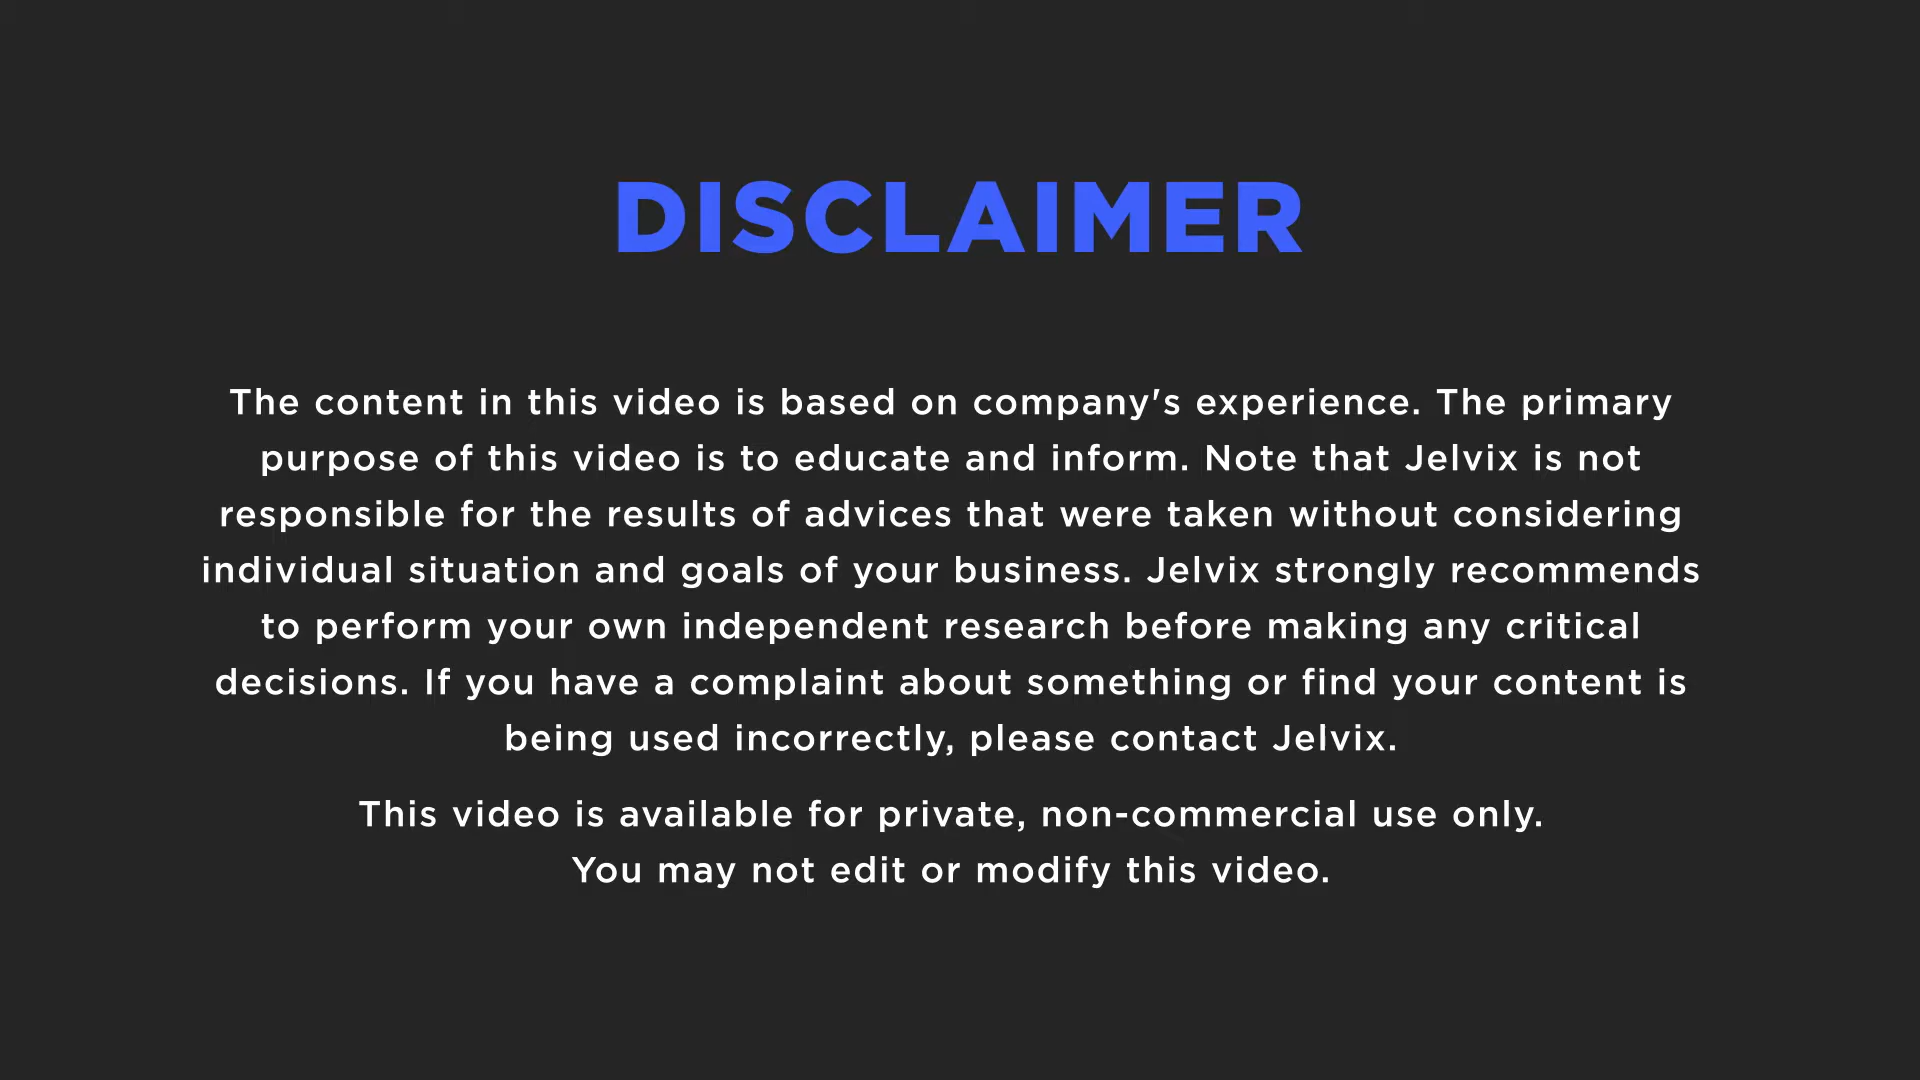 DISCLAIMER
The content in this video is based on company's experience. The primary
purpose of this video is to educate and inform. Note that Jelvix is not
responsible for the results of advices that were taken without considering
individual situation and goals of your business. Jelvix strongly recommends
to perform your own independent research before making any critical
decisions. If you have a complaint about something or find your content is
being used incorrectly, please contact Jelvix.
This video is available for private, non-commercial use only.
You may not edit or modify this video.